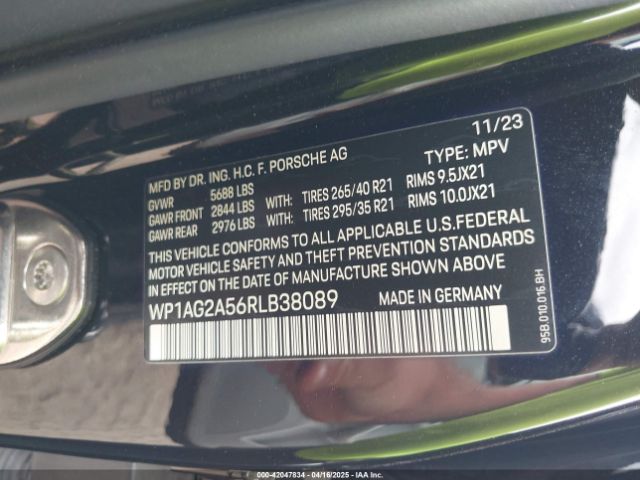 11/23
MFD BY DR. ING. H.C. F. PORSCHE AG TYPE: MPV
GVWR 5688 LBS
GAWR FRONT 2844 LBS WITH: TIRES 265/40 R21 RIMS 9.5JX21
GAWR REAR 2976 LBS WITH: TIRES 295/35 R21 RIMS 10.0JX21
THIS VEHICLE CONFORMS TO ALL APPLICABLE U.S.FEDERAL
MOTOR VEHICLE SAFETY AND THEFT PREVENTION STANDARDS
IN EFFECT ON THE DATE OF MANUFACTURE SHOWN ABOVE
WP1AG2A56RLB38089 MADE IN GERMANY
95B.010.016.BH
000-42047834 - 04/16/2025 - IAAI.com